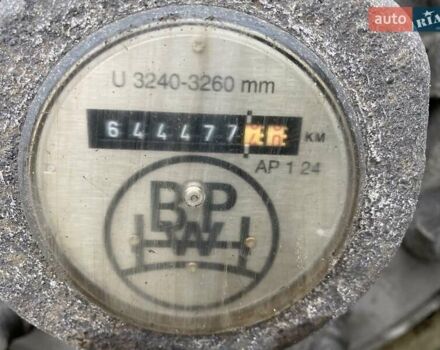 auto RIA
U 3240-3260 mm
644477 KM
AP 1 24
BPW